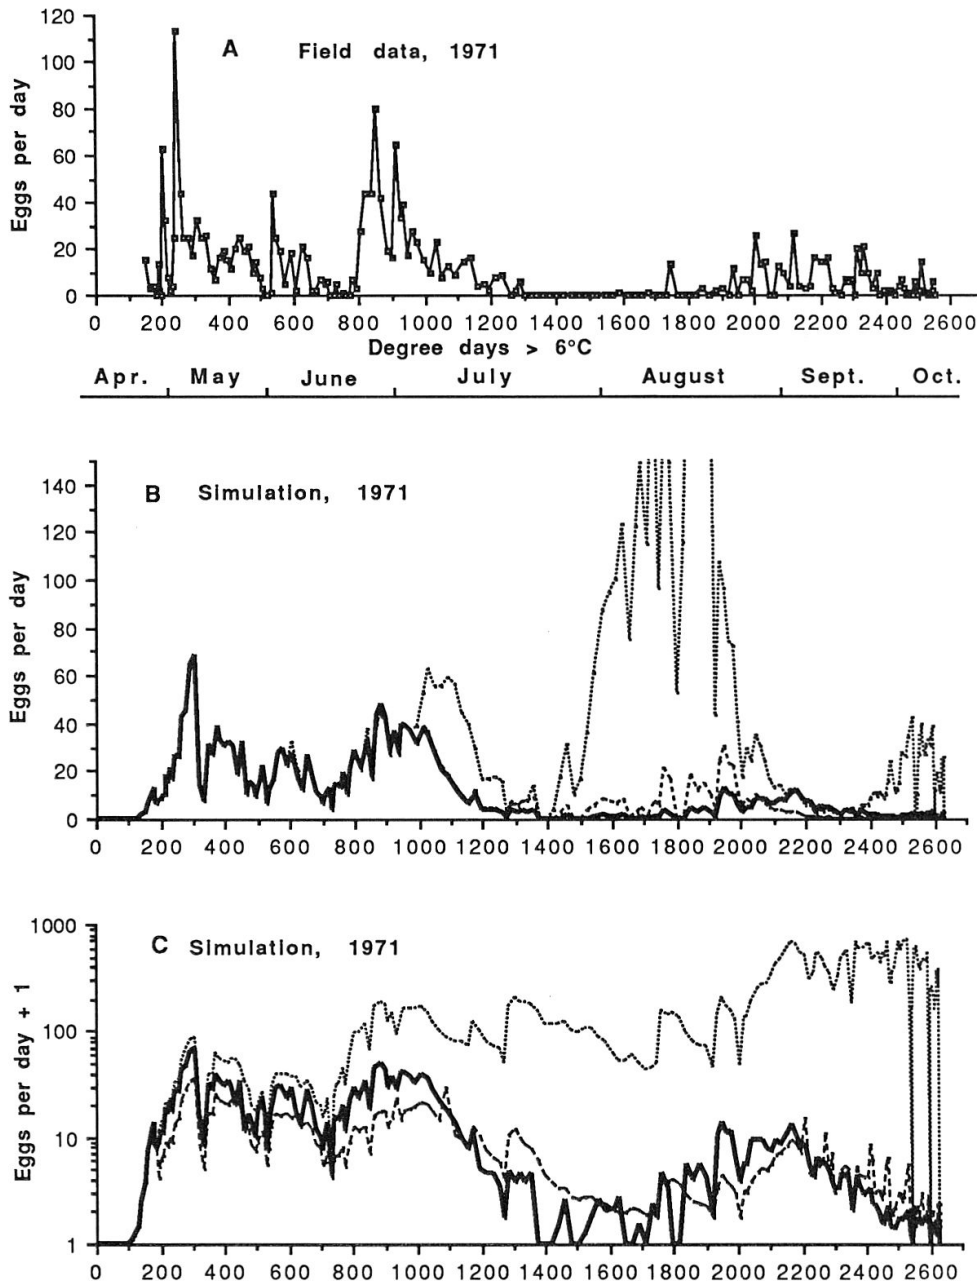 A Field data, 1971
Eggs per day
120
100
80
60
40
20
0
0 200 400 600 800 1000 1200 1400 1600 1800 2000 2200 2400 2600
Degree days > 6°C
Apr. May June July August Sept. Oct.
B Simulation, 1971
Eggs per day
140
120
100
80
60
40
20
0
0 200 400 600 800 1000 1200 1400 1600 1800 2000 2200 2400 2600
C Simulation, 1971
Eggs per day + 1
1000
100
10
1
0 200 400 600 800 1000 1200 1400 1600 1800 2000 2200 2400 2600